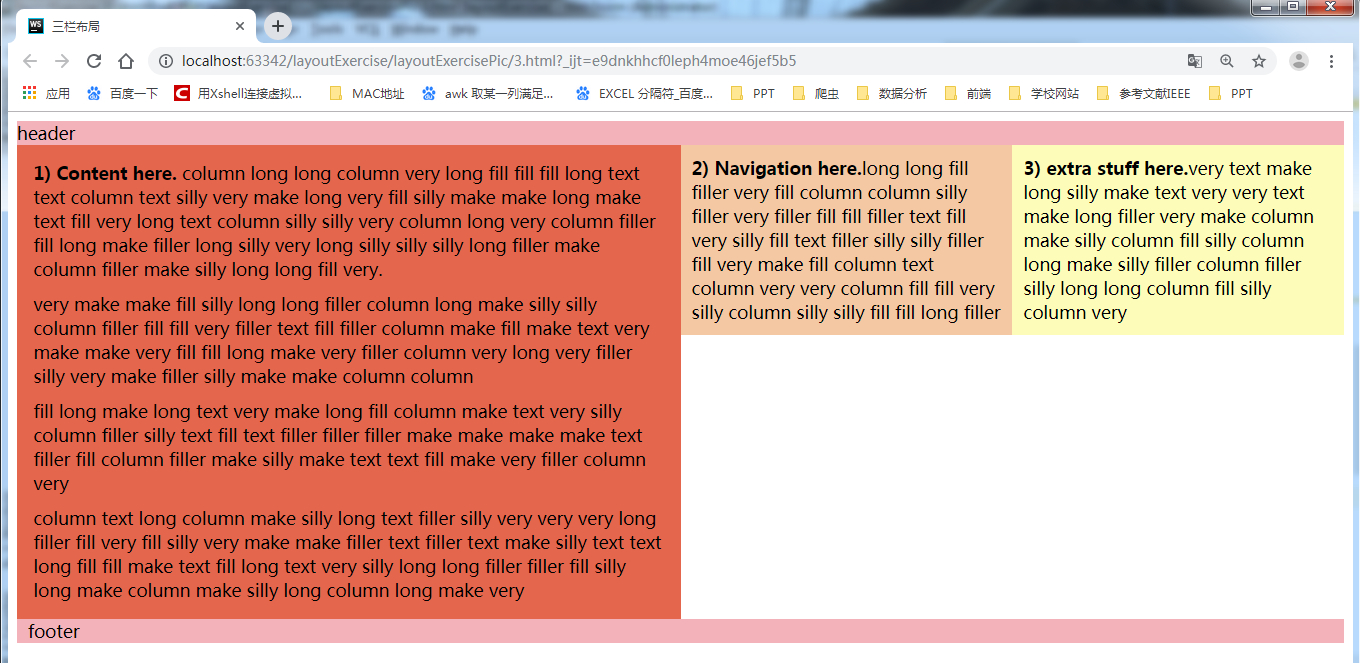 WS 三栏布局
localhost:63342/layoutExercise/layoutExercisePic/3.html?_ijt=e9dnkhhcf0leph4moe46jef5b5
应用 百度一下 用Xshell连接虚拟... MAC地址 awk 取某一列满足... EXCEL 分隔符_百度... PPT 爬虫 数据分析 前端 学校网站 参考文献IEEE PPT
header
1) Content here. column long long column very long fill fill fill long text
text column text silly very make long very fill silly make make long make
text fill very long text column silly silly very column long very column filler
fill long make filler long silly very long silly silly silly long filler make
column filler make silly long long fill very.
very make make fill silly long long filler column long make silly silly
column filler fill fill very filler text fill filler column make fill make text very
make make very fill fill long make very filler column very long very filler
silly very make filler silly make make column column
fill long make long text very make long fill column make text very silly
column filler silly text fill text filler filler filler make make make make text
filler fill column filler make silly make text text fill make very filler column
very
column text long column make silly long text filler silly very very very long
filler fill very fill silly very make make filler text filler text make silly text text
long fill fill make text fill long text very silly long long filler filler fill silly
long make column make silly long column long make very
2) Navigation here.long long fill
filler very fill column column silly
filler very filler fill fill filler text fill
very silly fill text filler silly silly filler
fill very make fill column text
column very very column fill fill very
silly column silly silly fill fill long filler
3) extra stuff here.very text make
long silly make text very very text
make long filler very make column
make silly column fill silly column
long make silly filler column filler
silly long long column fill silly
column very
footer